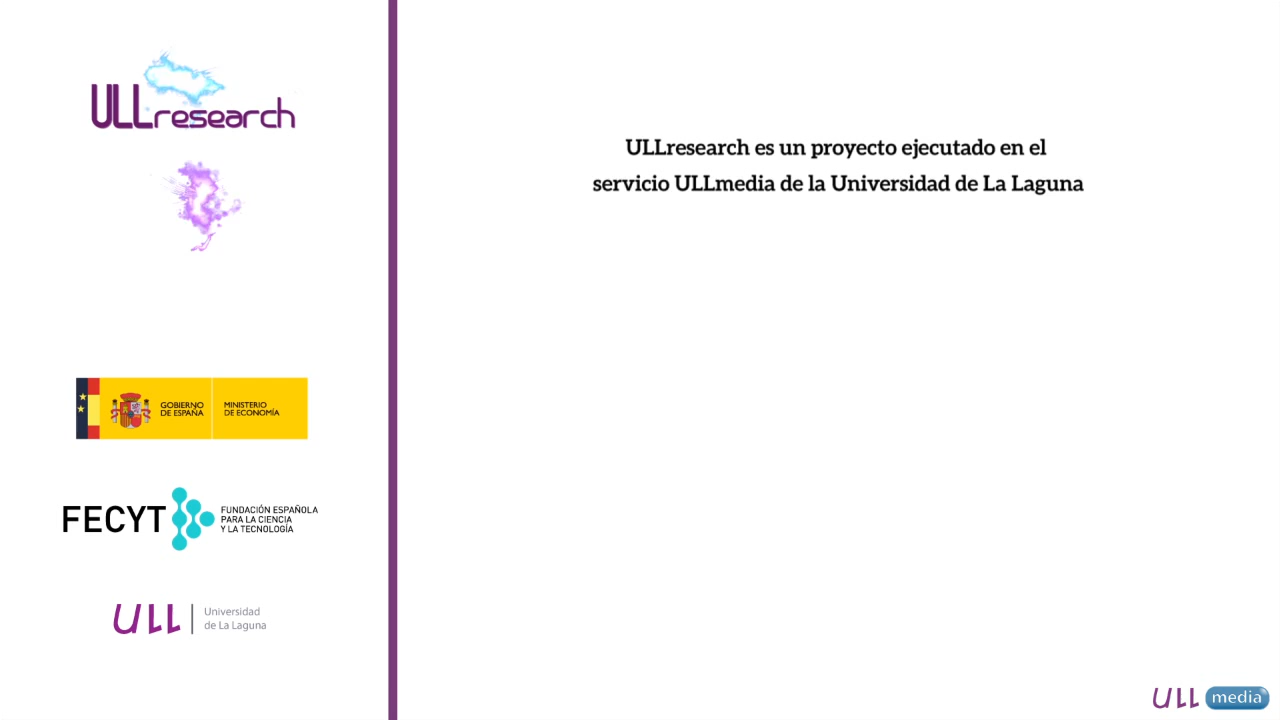 ULLresearch
GOBIERNO
DE ESPAÑA
MINISTERIO
DE ECONOMÍA
FECYT
FUNDACIÓN ESPAÑOLA
PARA LA CIENCIA
Y LA TECNOLOGÍA
ULL
Universidad
de La Laguna
ULLresearch es un proyecto ejecutado en el
servicio ULLmedia de la Universidad de La Laguna
ULL media